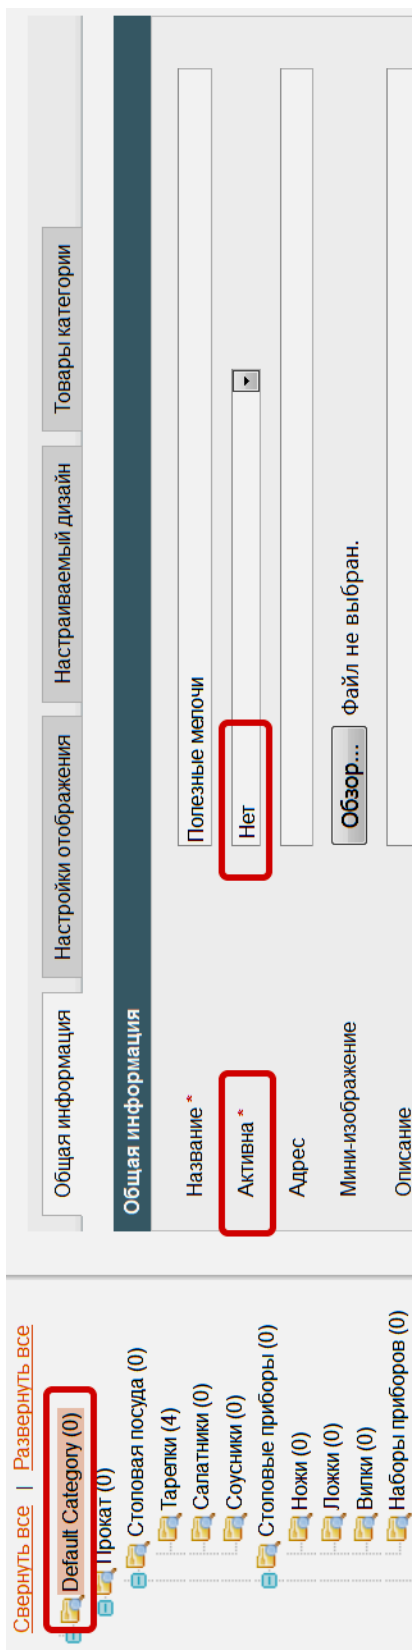 Свернуть все | Развернуть все
Default Category (0)
Прокат (0)
Столовая посуда (0)
Тарелки (4)
Салатники (0)
Соусники (0)
Столовые приборы (0)
Ножи (0)
Ложки (0)
Вилки (0)
Наборы приборов (0)
Общая информация
Настройки отображения
Настраиваемый дизайн
Товары категории
Общая информация
Название * Полезные мелочи
Активна * Нет
Адрес
Мини-изображение Обзор... Файл не выбран.
Описание